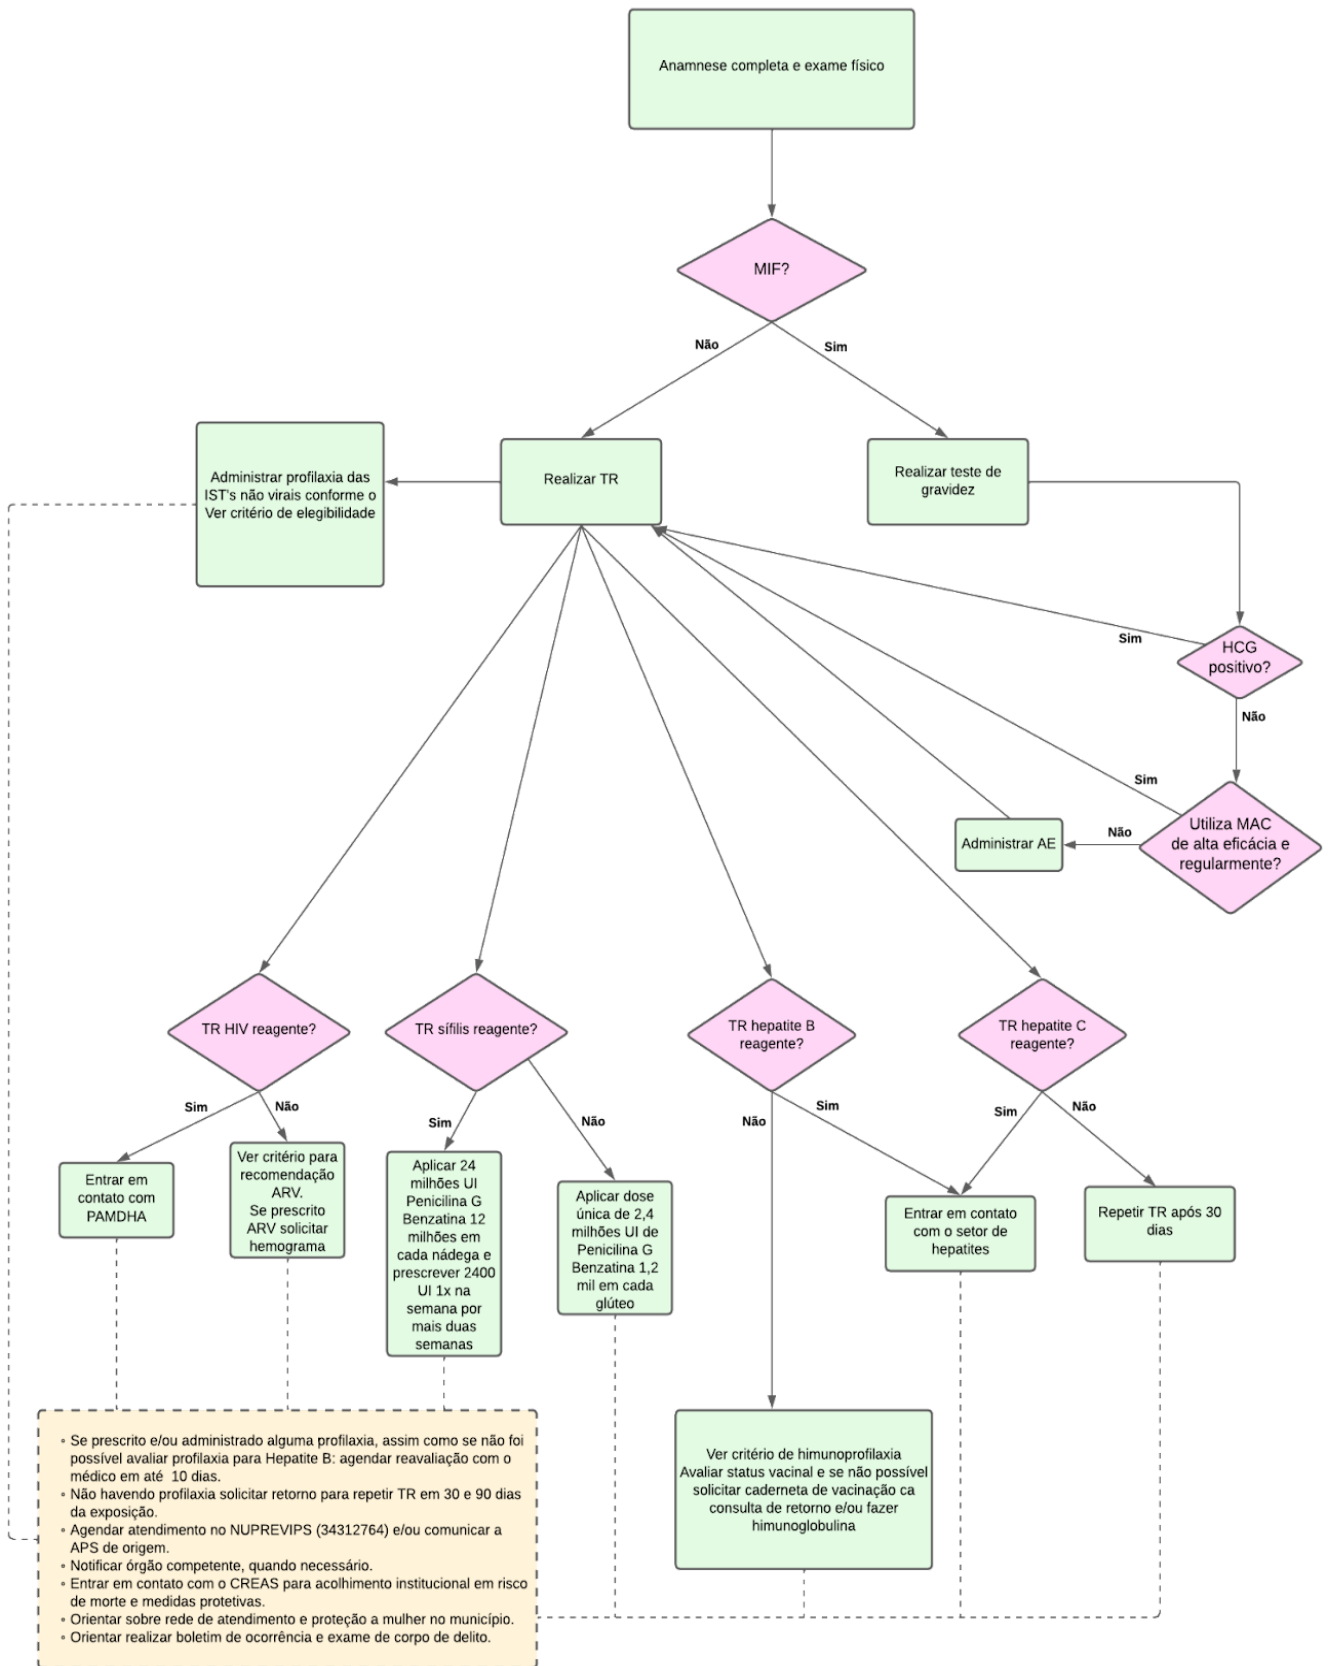 Anamnese completa e exame físico
MIF?
Não
Sim
Administrar profilaxia das
IST's não virais conforme o
Ver critério de elegibilidade
Realizar TR
Realizar teste de
gravidez
Sim
HCG
positivo?
Não
Sim
Administrar AE
Não
Utiliza MAC
de alta eficácia e
regularmente?
TR HIV reagente?
TR sífilis reagente?
TR hepatite B
reagente?
TR hepatite C
reagente?
Sim
Não
Sim
Não
Não
Sim
Sim
Não
Entrar em
contato com
PAMDHA
Ver critério para
recomendação
ARV.
Se prescrito
ARV solicitar
hemograma
Aplicar 24
milhões UI
Penicilina G
Benzatina 12
milhões em
cada nádega e
prescrever 2400
UI 1x na
semana por
mais duas
semanas
Aplicar dose
única de 2,4
milhões UI de
Penicilina G
Benzatina 1,2
mil em cada
glúteo
Entrar em contato
com o setor de
hepatites
Repetir TR após 30
dias
Ver critério de himunoprofilaxia
Avaliar status vacinal e se não possível
solicitar caderneta de vacinação ca
consulta de retorno e/ou fazer
himunoglobulina
◦ Se prescrito e/ou administrado alguma profilaxia, assim como se não foi
possível avaliar profilaxia para Hepatite B: agendar reavaliação com o
médico em até 10 dias.
◦ Não havendo profilaxia solicitar retorno para repetir TR em 30 e 90 dias
da exposição.
◦ Agendar atendimento no NUPREVIPS (34312764) e/ou comunicar a
APS de origem.
◦ Notificar órgão competente, quando necessário.
◦ Entrar em contato com o CREAS para acolhimento institucional em risco
de morte e medidas protetivas.
◦ Orientar sobre rede de atendimento e proteção a mulher no município.
◦ Orientar realizar boletim de ocorrência e exame de corpo de delito.